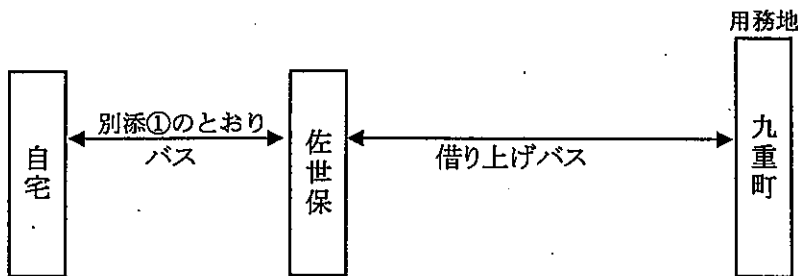 用務地
自宅
別添①のとおり
バス
佐世保
借り上げバス
九重町